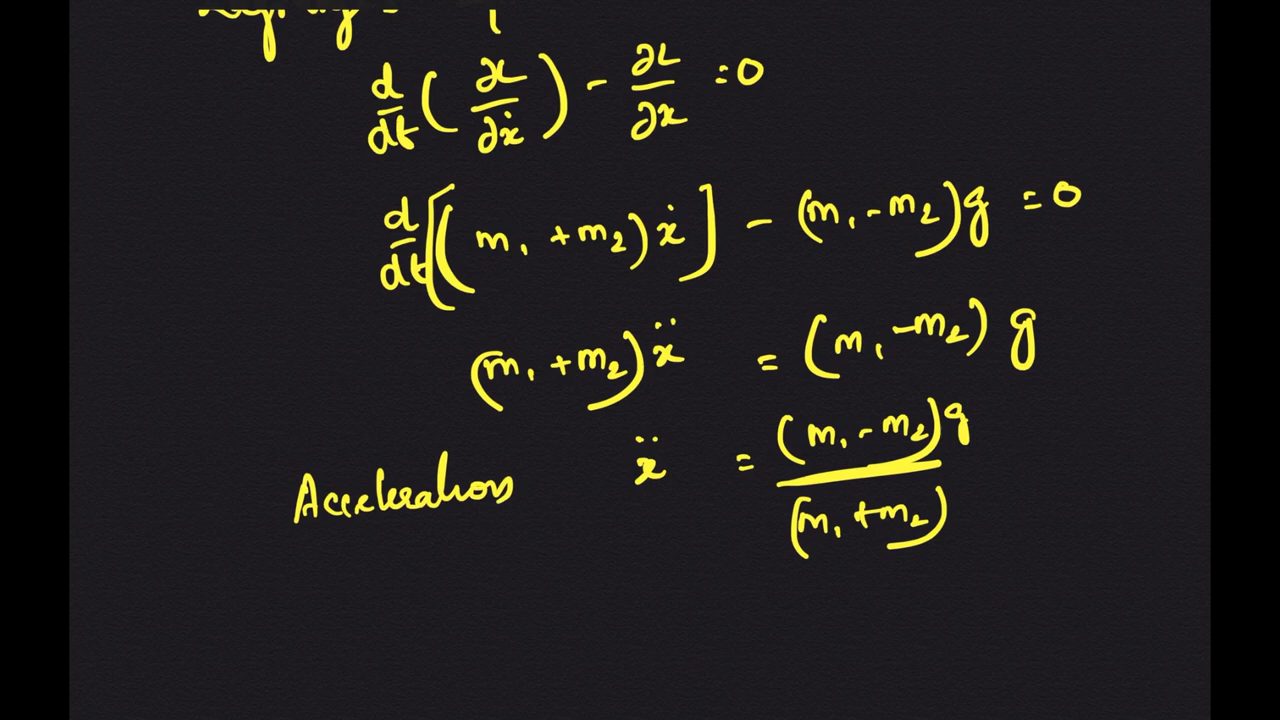 d/dt (∂L/∂ẋ) - ∂L/∂x = 0
d/dt [(m₁ + m₂)ẋ] - (m₁ - m₂)g = 0
(m₁ + m₂)ẍ = (m₁ - m₂) g
Acceleration ẍ = (m₁ - m₂)g / (m₁ + m₂)